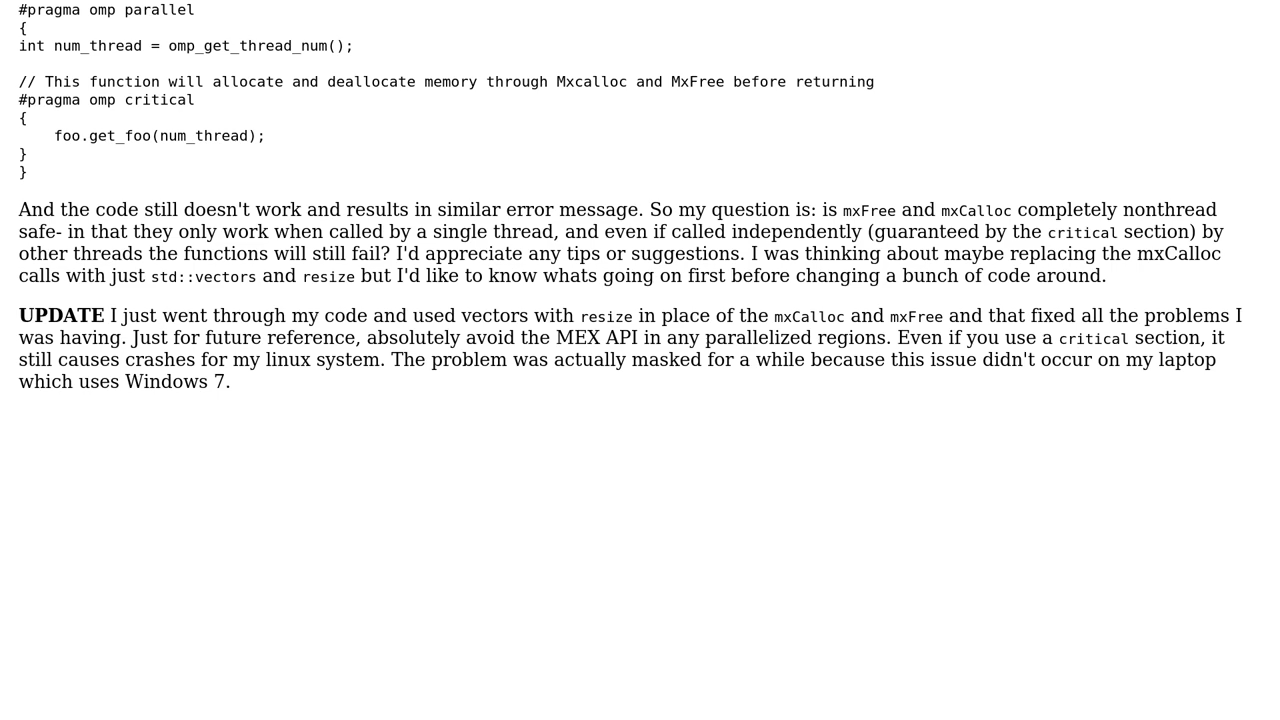 #pragma omp parallel
{
int num_thread = omp_get_thread_num();
// This function will allocate and deallocate memory through Mxcalloc and MxFree before returning
#pragma omp critical
{
    foo.get_foo(num_thread);
}
}
And the code still doesn't work and results in similar error message. So my question is: is mxFree and mxCalloc completely nonthread
safe- in that they only work when called by a single thread, and even if called independently (guaranteed by the critical section) by
other threads the functions will still fail? I'd appreciate any tips or suggestions. I was thinking about maybe replacing the mxCalloc
calls with just std::vectors and resize but I'd like to know whats going on first before changing a bunch of code around.
UPDATE I just went through my code and used vectors with resize in place of the mxCalloc and mxFree and that fixed all the problems I
was having. Just for future reference, absolutely avoid the MEX API in any parallelized regions. Even if you use a critical section, it
still causes crashes for my linux system. The problem was actually masked for a while because this issue didn't occur on my laptop
which uses Windows 7.